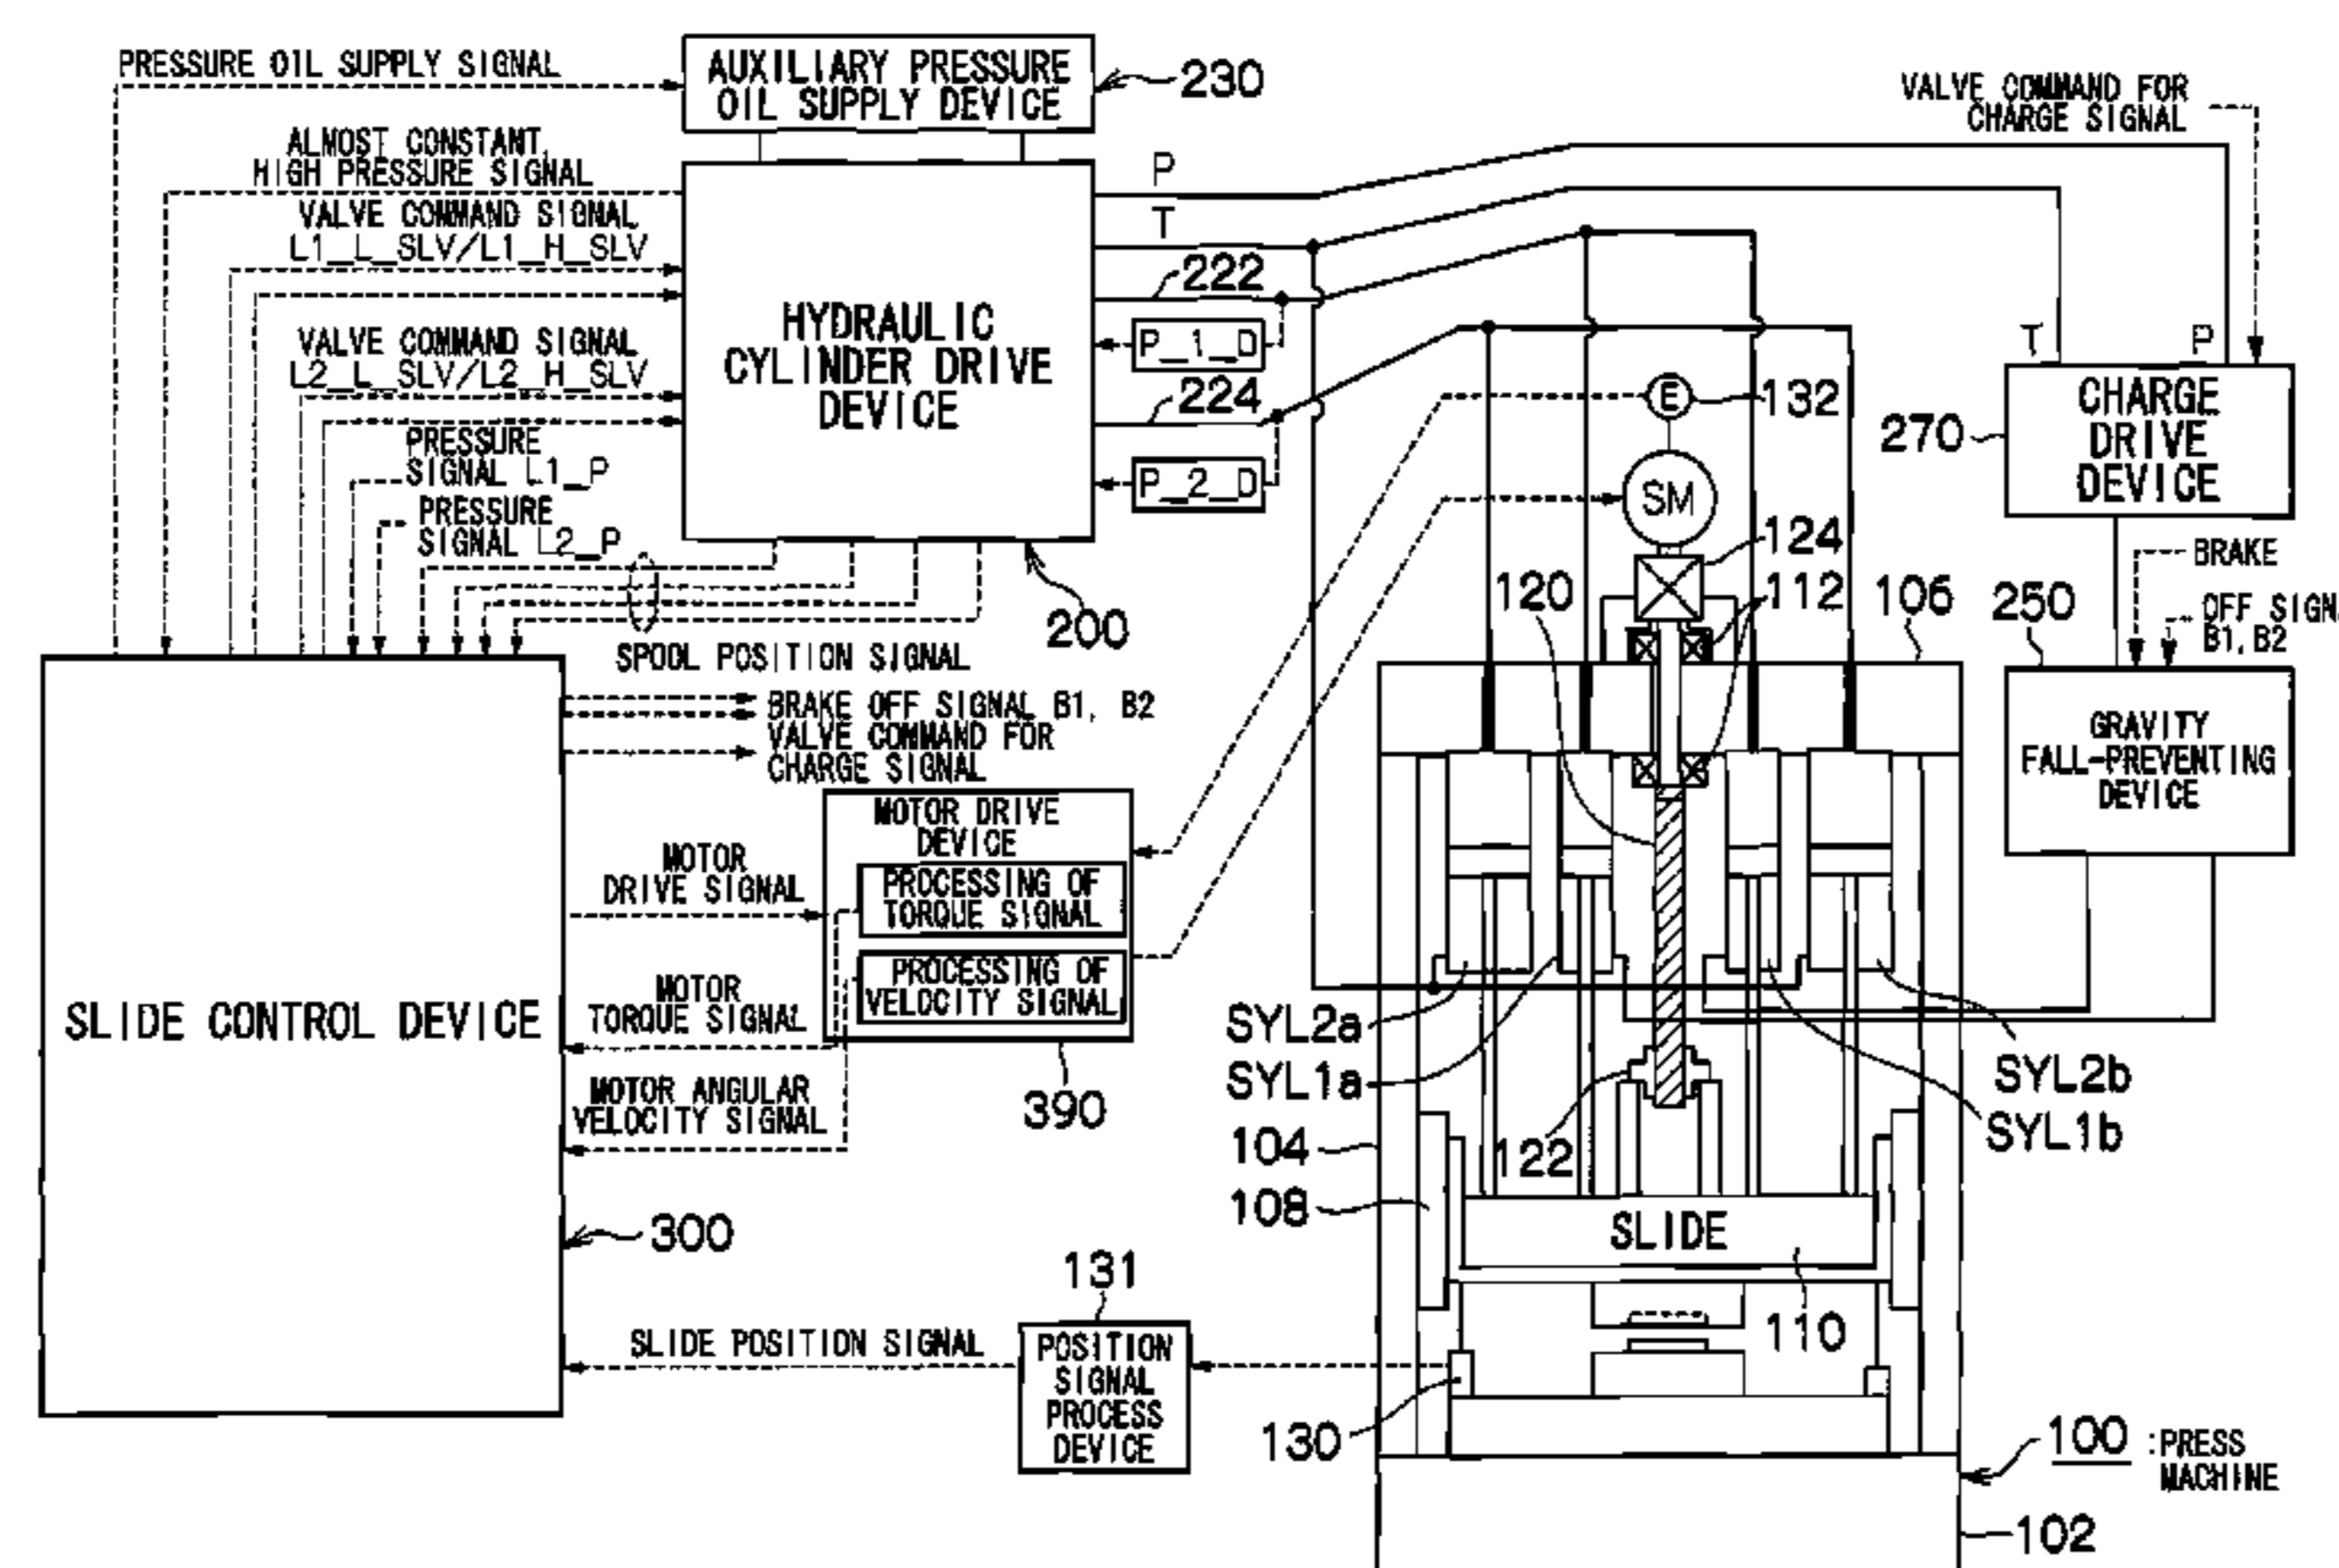 PRESSURE OIL SUPPLY SIGNAL
AUXILIARY PRESSURE
OIL SUPPLY DEVICE
230
VALVE COMMAND FOR
CHARGE SIGNAL
ALMOST CONSTANT,
HIGH PRESSURE SIGNAL
P
T
VALVE COMMAND SIGNAL
L1_L_SLV/L1_H_SLV
222
HYDRAULIC
CYLINDER DRIVE
DEVICE
P_1_D
VALVE COMMAND SIGNAL
L2_L_SLV/L2_H_SLV
224
T
P
E
132
CHARGE
DRIVE
DEVICE
270
PRESSURE
SIGNAL L1_P
P_2_D
SM
PRESSURE
SIGNAL L2_P
124
BRAKE
120
112
106
250
OFF SIGN
B1, B2
200
SPOOL POSITION SIGNAL
BRAKE OFF SIGNAL B1, B2
VALVE COMMAND FOR
CHARGE SIGNAL
GRAVITY
FALL-PREVENTING
DEVICE
MOTOR DRIVE
DEVICE
MOTOR
DRIVE SIGNAL
PROCESSING OF
TORQUE SIGNAL
PROCESSING OF
VELOCITY SIGNAL
SLIDE CONTROL DEVICE
MOTOR
TORQUE SIGNAL
SYL2a
SYL1a
SYL2b
SYL1b
MOTOR ANGULAR
VELOCITY SIGNAL
390
104
122
108
SLIDE
300
131
110
SLIDE POSITION SIGNAL
POSITION
SIGNAL
PROCESS
DEVICE
130
100 :PRESS
MACHINE
102